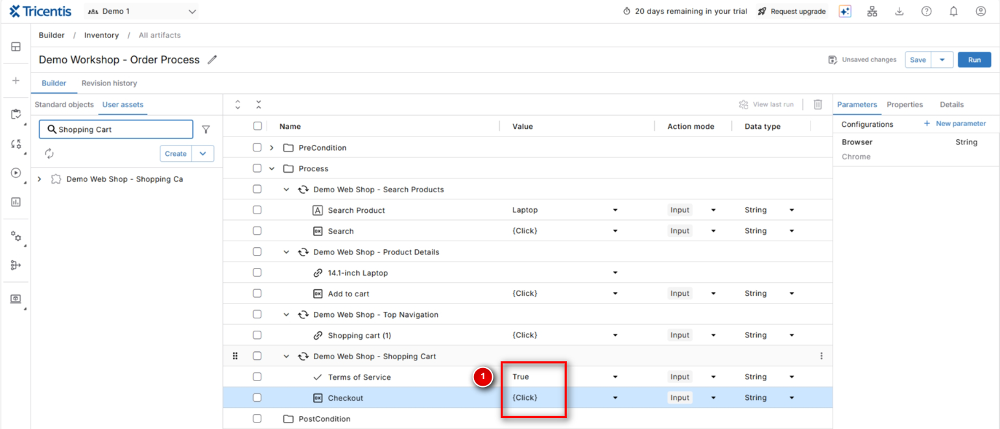 Tricentis Demo 1 20 days remaining in your trial Request upgrade
Builder / Inventory / All artifacts
Demo Workshop - Order Process Unsaved changes Save Run
Builder Revision history
Standard objects User assets View last run Parameters Properties Details
Shopping Cart Name Value Action mode Data type Configurations + New parameter
PreCondition Browser String
Create Chrome
Process
Demo Web Shop - Shopping Ca
Demo Web Shop - Search Products
Search Product Laptop Input String
OK Search {Click} Input String
Demo Web Shop - Product Details
14.1-inch Laptop
OK Add to cart {Click} Input String
Demo Web Shop - Top Navigation
Shopping cart (1) {Click} Input String
Demo Web Shop - Shopping Cart
Terms of Service 1 True Input String
OK Checkout {Click} Input String
PostCondition